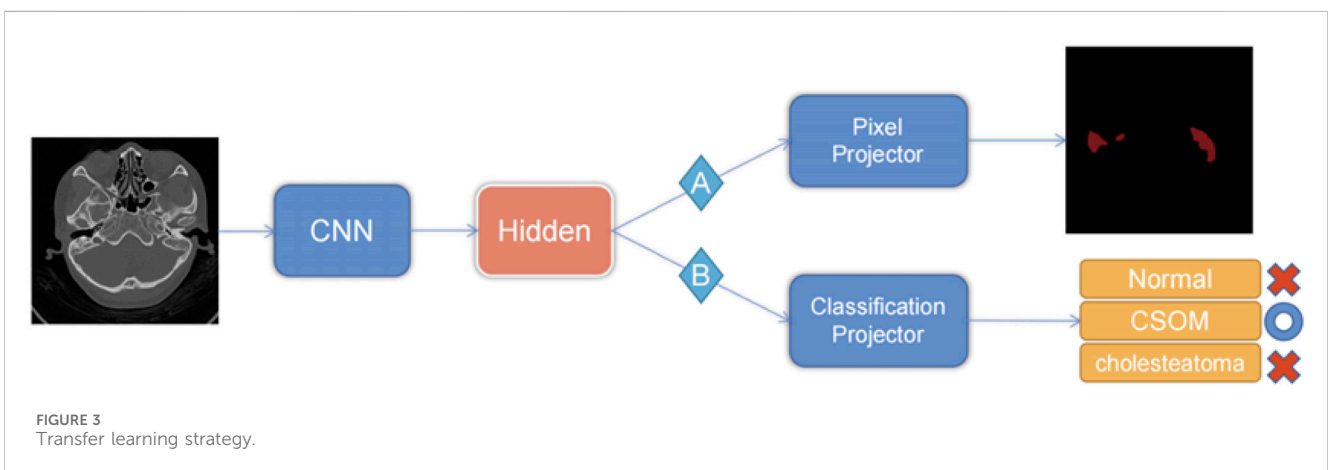 Pixel
Projector
A
CNN
Hidden
B
Classification
Projector
Normal
CSOM
cholesteatoma
FIGURE 3
Transfer learning strategy.